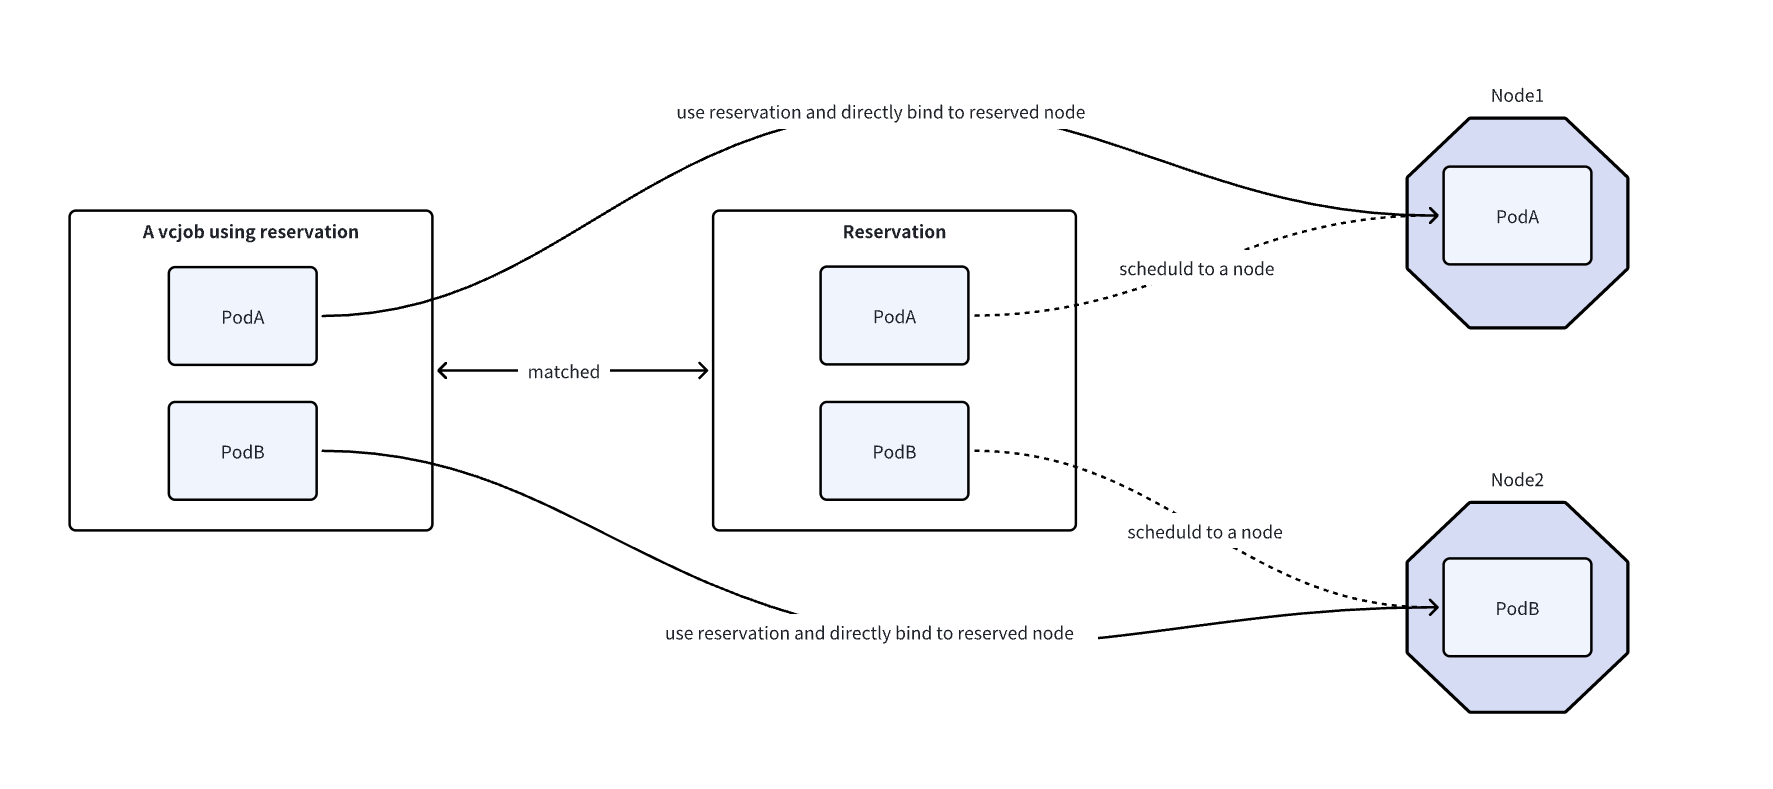 use reservation and directly bind to reserved node
Node1
PodA
A vcjob using reservation
PodA
PodB
matched
Reservation
PodA
PodB
scheduld to a node
scheduld to a node
Node2
PodB
use reservation and directly bind to reserved node